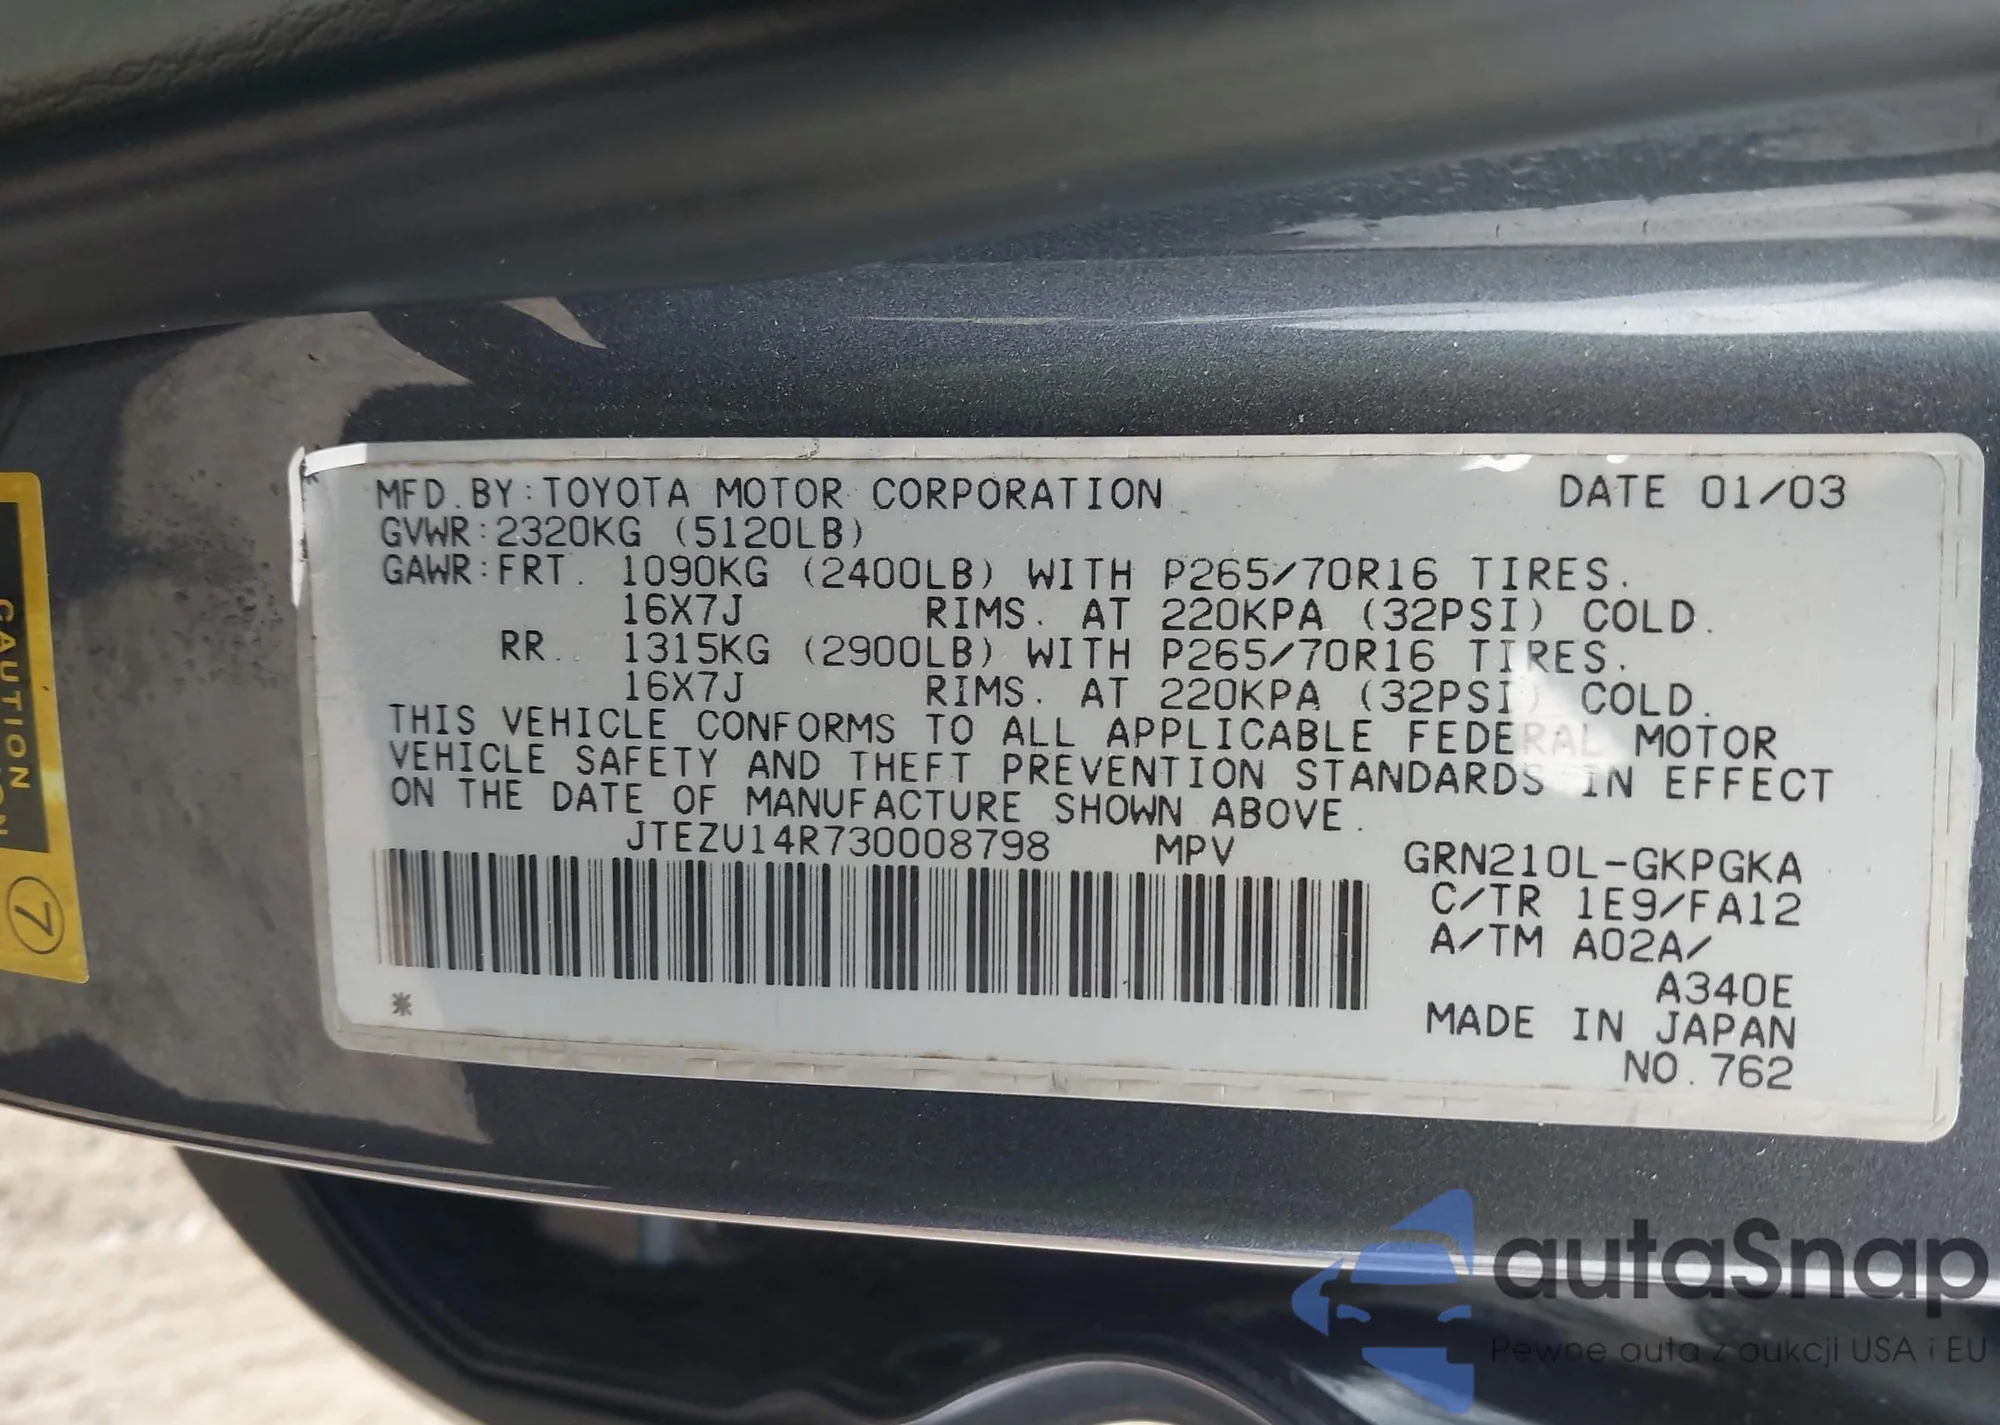 MFD. BY: TOYOTA MOTOR CORPORATION DATE 01/03
GVWR: 2320KG (5120LB)
GAWR: FRT. 1090KG (2400LB) WITH P265/70R16 TIRES.
16X7J RIMS. AT 220KPA (32PSI) COLD.
RR.. 1315KG (2900LB) WITH P265/70R16 TIRES.
16X7J RIMS. AT 220KPA (32PSI) COLD.
THIS VEHICLE CONFORMS TO ALL APPLICABLE FEDERAL MOTOR
VEHICLE SAFETY AND THEFT PREVENTION STANDARDS IN EFFECT
ON THE DATE OF MANUFACTURE SHOWN ABOVE.
JTEZU14R730008798 MPV GRN210L-GKPGKA
C/TR 1E9/FA12
A/TM A02A/
A340E
MADE IN JAPAN
NO. 762
*
CAUTION
7
autaSnap
Pewne auta z aukcji USA i EU